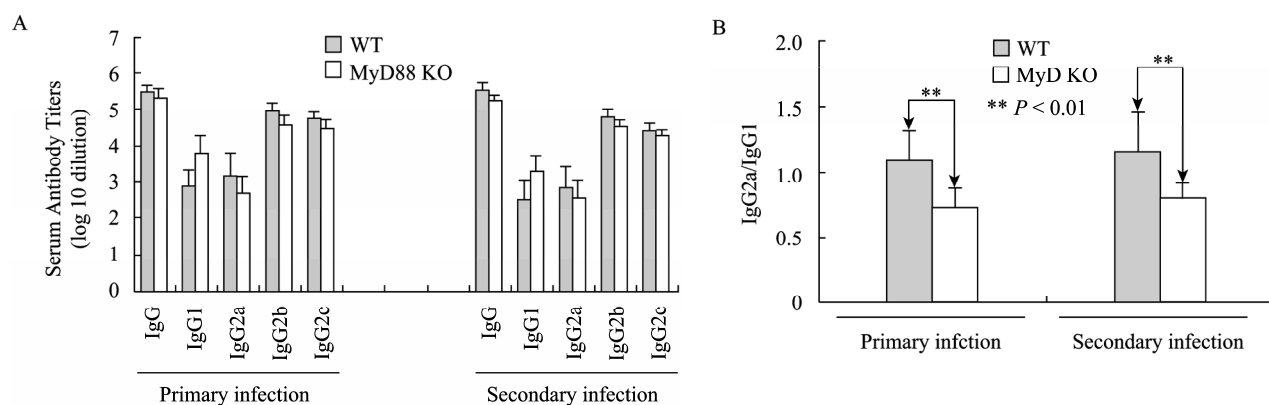 A
Serum Antibody Titers
(log 10 dilution)
7
6
5
4
3
2
1
0
WT
MyD88 KO
IgG
IgG1
IgG2a
IgG2b
IgG2c
IgG
IgG1
IgG2a
IgG2b
IgG2c
Primary infection
Secondary infection
B
IgG2a/IgG1
2.0
1.5
1.0
0.5
0
WT
MyD KO
** P < 0.01
**
**
Primary infction
Secondary infection